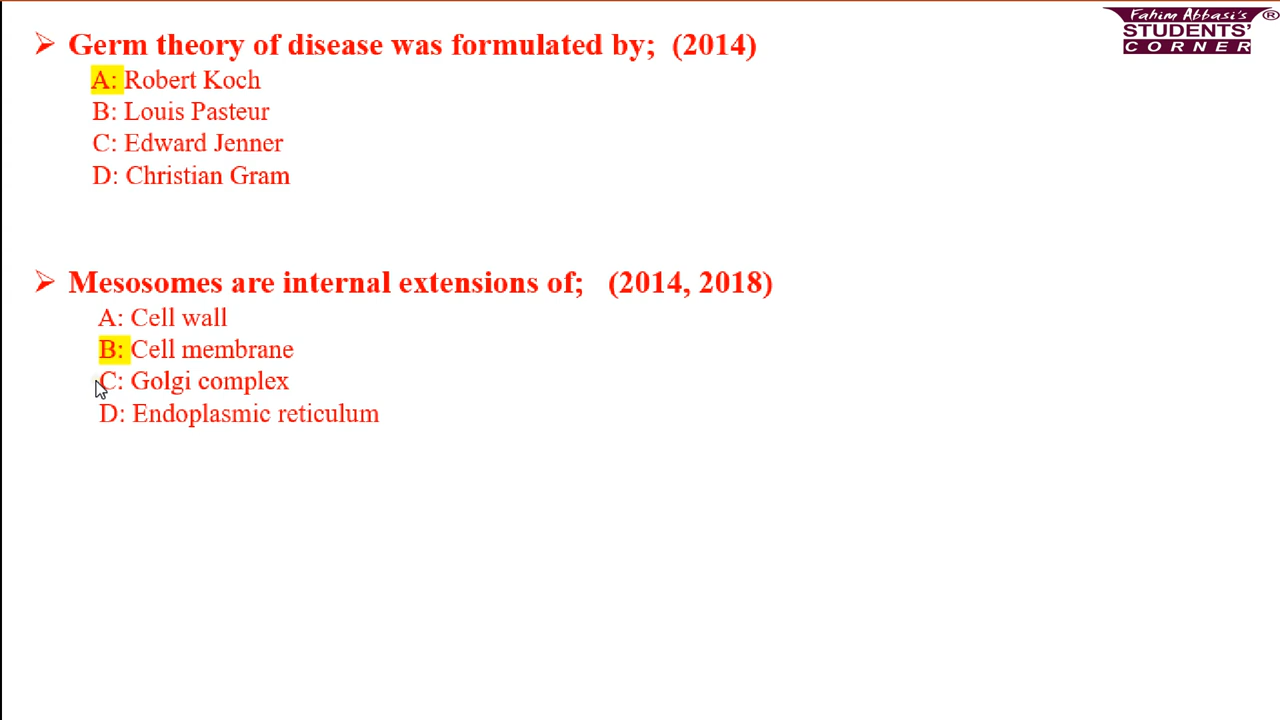 Fahim Abbasi's
STUDENTS'
CORNER
®
➢ Germ theory of disease was formulated by; (2014)
A: Robert Koch
B: Louis Pasteur
C: Edward Jenner
D: Christian Gram
➢ Mesosomes are internal extensions of; (2014, 2018)
A: Cell wall
B: Cell membrane
C: Golgi complex
D: Endoplasmic reticulum